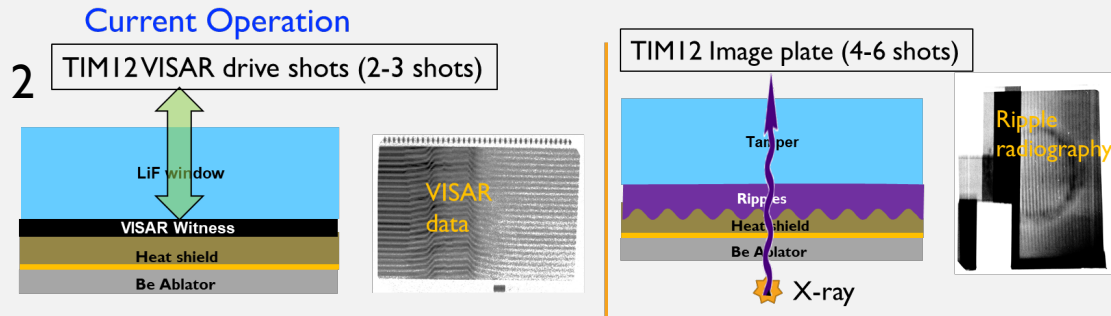 Current Operation
2
TIM12 VISAR drive shots (2-3 shots)
LiF window
VISAR Witness
Heat shield
Be Ablator
VISAR
data
TIM12 Image plate (4-6 shots)
Tamper
Ripples
Heat shield
Be Ablator
X-ray
Ripple
radiography